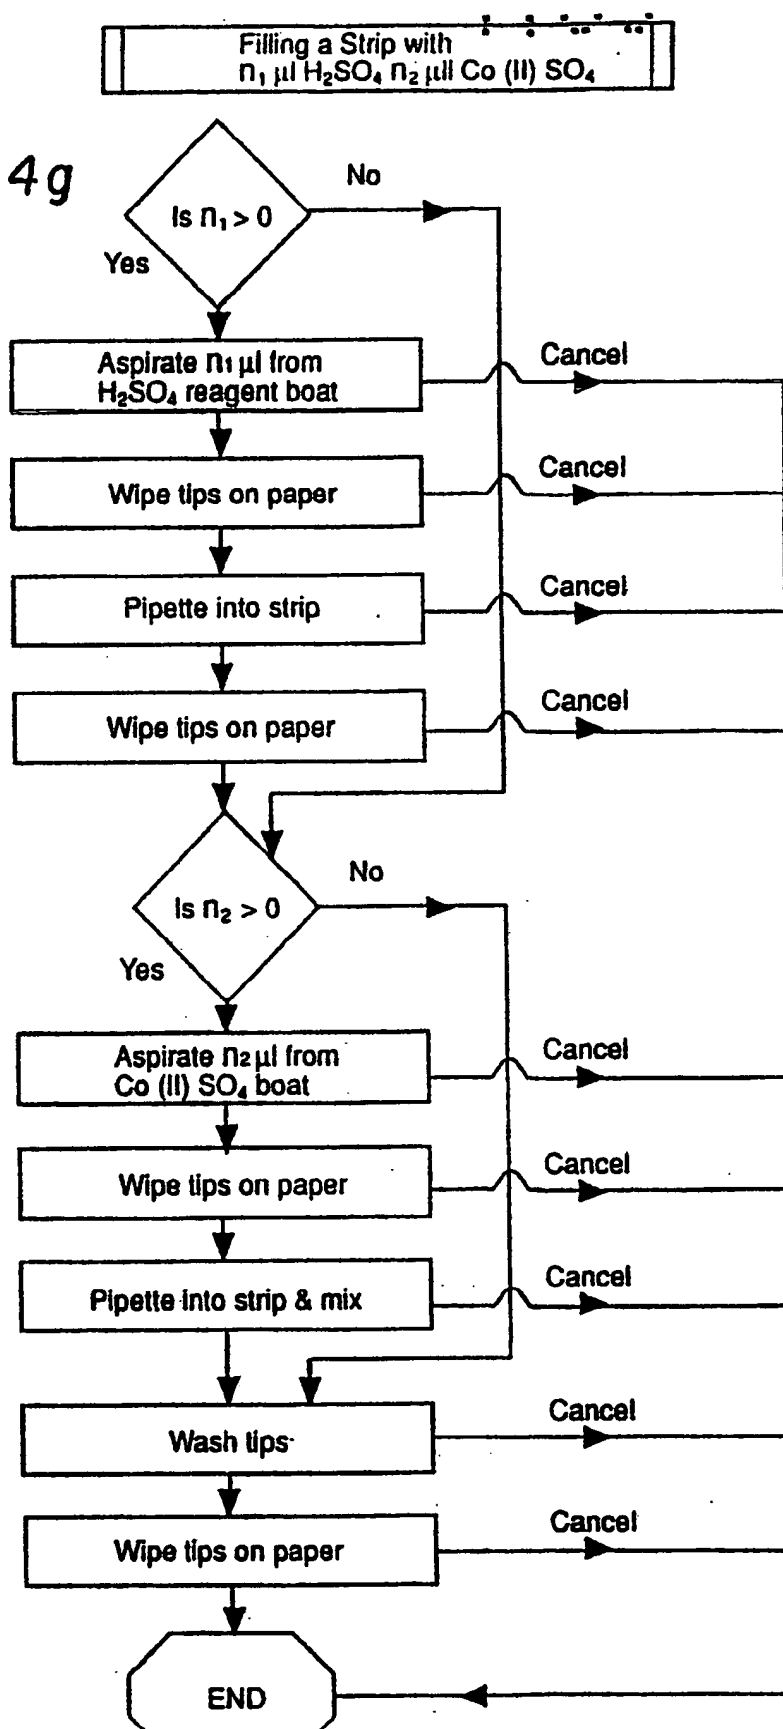 Filling a Strip with
n₁ µl H₂SO₄ n₂ µll Co (II) SO₄
4g
No
Is n₁ > 0
Yes
Aspirate n₁ µl from
H₂SO₄ reagent boat
Cancel
Wipe tips on paper
Cancel
Pipette into strip
Cancel
Wipe tips on paper
Cancel
No
Is n₂ > 0
Yes
Aspirate n₂ µl from
Co (II) SO₄ boat
Cancel
Wipe tips on paper
Cancel
Pipette into strip & mix
Cancel
Wash tips
Cancel
Wipe tips on paper
Cancel
END